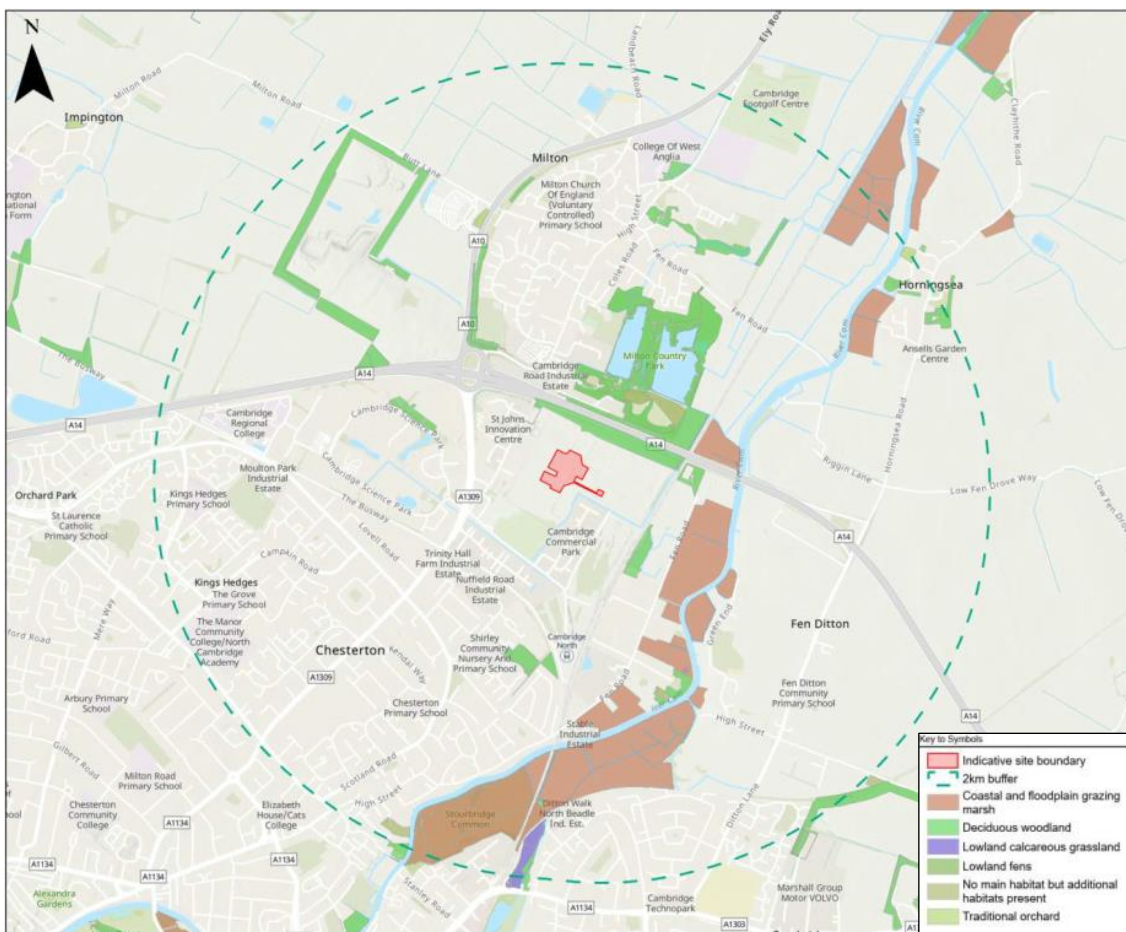 N
Ely Road
Landbeach Road
Milton Road
Milton Road
Impington
Cambridge
Footgolf Centre
Clayhithe Road
River Cam
College Of West
Anglia
Butt Lane
Milton
Milton Church
Of England
(Voluntary
Controlled)
Primary School
High Street
A10
Coles Road
Fen Road
Fen Road
Horningsea
River Cam
Ansells Garden
Centre
A10
Milton Country
Park
The Busway
A14
Cambridge
Road Industrial
Estate
Horningsea Road
Cambridge
Regional
College
Cambridge Science Park
St Johns
Innovation
Centre
A14
A14
River Cam
Riggin Lane
Low Fen Drove Way
Low Fen Dro
Moulton Park
Industrial
Estate
Orchard Park
Kings Hedges
Primary School
Cambridge Science Park
A1309
St Laurence
Catholic
Primary School
The Busway
Lovell Road
Cambridge
Commercial
Park
Fen Road
A14
Campkin Road
Trinity Hall
Farm Industrial
Estate
Nuffield Road
Industrial
Estate
Kings Hedges
The Grove
Primary School
Mere Way
Green End
Fen Ditton
The Manor
Community
College/North
Cambridge
Academy
Chesterton
Kendal Way
Shirley
Community
Nursery And
Primary School
Cambridge
North
A1309
Fen Road
Fen Ditton
Community
Primary School
Arbury Primary
School
Chesterton
Primary School
Stable
Industrial
Estate
High Street
A14
Gilbert Road
Milton Road
Primary School
Scotland Road
High Street
Ditton Lane
Chesterton
Community
College
Elizabeth
House/Cats
College
Stourbridge
Common
Ditton Walk
North Beadle
Ind. Est.
A1134
A1134
A1134
A1134
Stanley Road
Alexandra
Gardens
Cambridge
Technopark
A1303
Marshall Group
Motor VOLVO
Key to Symbols
Indicative site boundary
2km buffer
Coastal and floodplain grazing
marsh
Deciduous woodland
Lowland calcareous grassland
Lowland fens
No main habitat but additional
habitats present
Traditional orchard